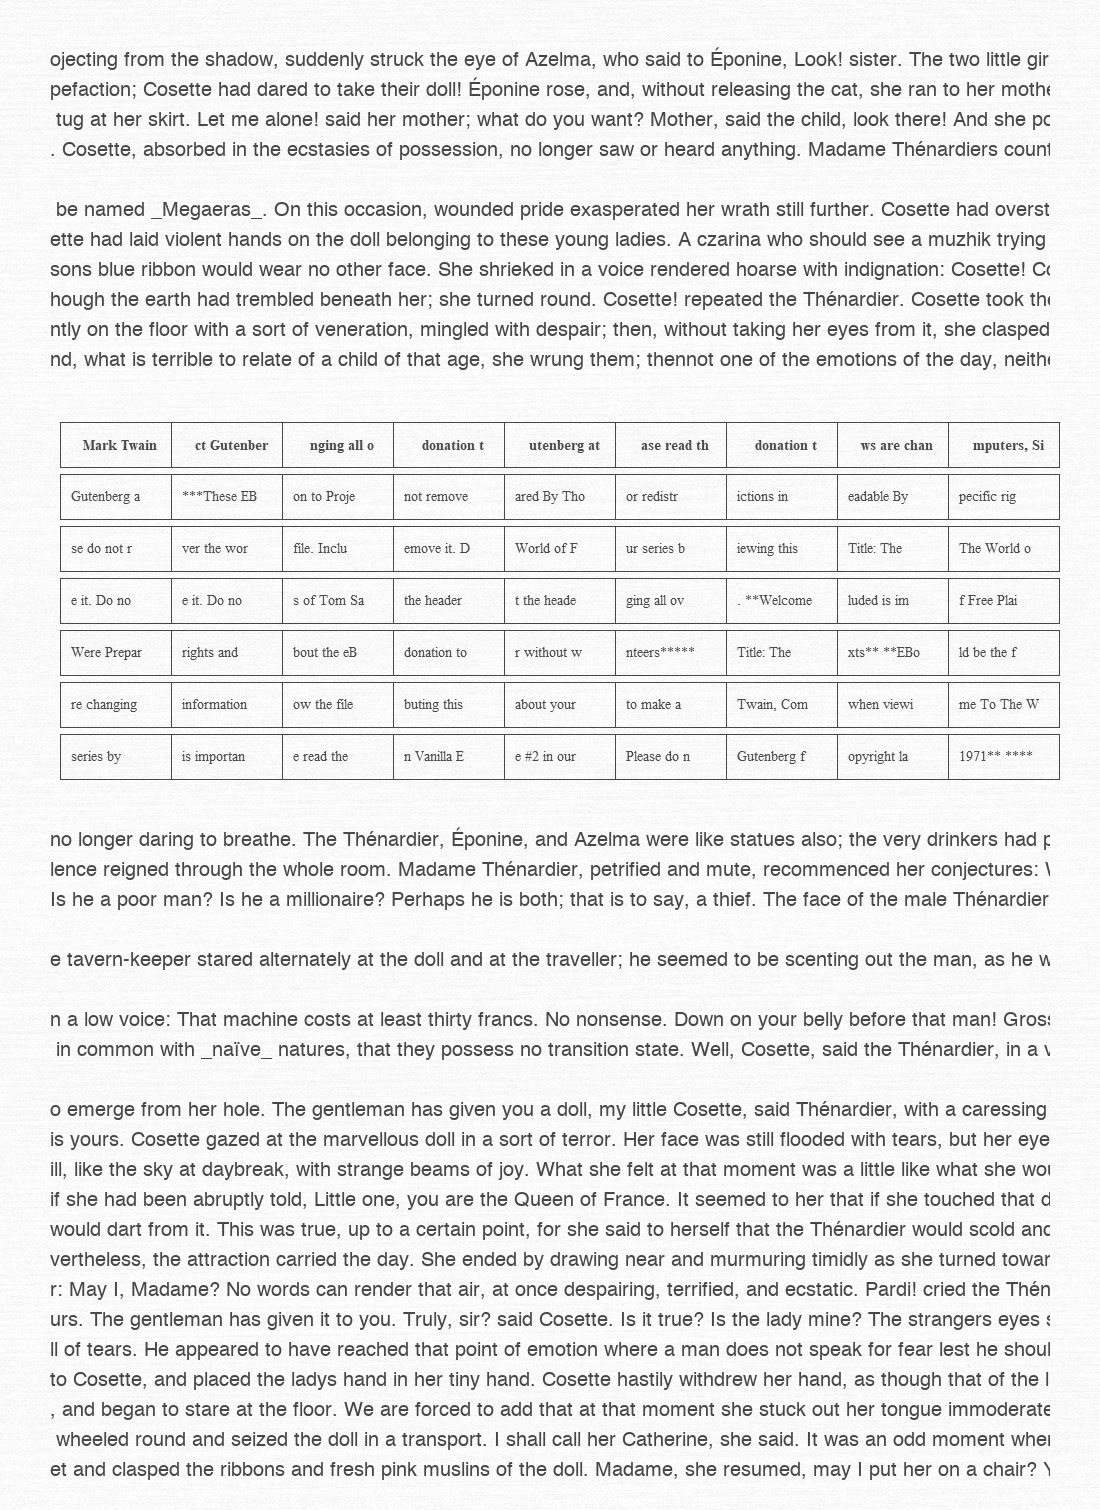 ojecting from the shadow, suddenly struck the eye of Azelma, who said to Éponine, Look! sister. The two little gir
pefaction; Cosette had dared to take their doll! Éponine rose, and, without releasing the cat, she ran to her mothe
tug at her skirt. Let me alone! said her mother; what do you want? Mother, said the child, look there! And she po
. Cosette, absorbed in the ecstasies of possession, no longer saw or heard anything. Madame Thénardiers count
be named _Megaeras_. On this occasion, wounded pride exasperated her wrath still further. Cosette had overst
ette had laid violent hands on the doll belonging to these young ladies. A czarina who should see a muzhik trying
sons blue ribbon would wear no other face. She shrieked in a voice rendered hoarse with indignation: Cosette! Co
hough the earth had trembled beneath her; she turned round. Cosette! repeated the Thénardier. Cosette took the
ntly on the floor with a sort of veneration, mingled with despair; then, without taking her eyes from it, she clasped
nd, what is terrible to relate of a child of that age, she wrung them; thennot one of the emotions of the day, neithe
Mark Twain ct Gutenber nging all o donation t utenberg at ase read th donation t ws are chan mputers, Si
Gutenberg a ***These EB on to Proje not remove ared By Tho or redistr ictions in eadable By pecific rig
se do not r ver the wor file. Inclu emove it. D World of F ur series b iewing this Title: The The World o
e it. Do no e it. Do no s of Tom Sa the header t the heade ging all ov . **Welcome luded is im f Free Plai
Were Prepar rights and bout the eB donation to r without w nteers***** Title: The xts** **EBo ld be the f
re changing information ow the file buting this about your to make a Twain, Com when viewi me To The W
series by is importan e read the n Vanilla E e #2 in our Please do n Gutenberg f opyright la 1971** ****
no longer daring to breathe. The Thénardier, Éponine, and Azelma were like statues also; the very drinkers had p
lence reigned through the whole room. Madame Thénardier, petrified and mute, recommenced her conjectures:
Is he a poor man? Is he a millionaire? Perhaps he is both; that is to say, a thief. The face of the male Thénardier
e tavern-keeper stared alternately at the doll and at the traveller; he seemed to be scenting out the man, as he w
n a low voice: That machine costs at least thirty francs. No nonsense. Down on your belly before that man! Gross
in common with _naïve_ natures, that they possess no transition state. Well, Cosette, said the Thénardier, in a v
o emerge from her hole. The gentleman has given you a doll, my little Cosette, said Thénardier, with a caressing
is yours. Cosette gazed at the marvellous doll in a sort of terror. Her face was still flooded with tears, but her eye
ill, like the sky at daybreak, with strange beams of joy. What she felt at that moment was a little like what she wou
if she had been abruptly told, Little one, you are the Queen of France. It seemed to her that if she touched that d
would dart from it. This was true, up to a certain point, for she said to herself that the Thénardier would scold and
vertheless, the attraction carried the day. She ended by drawing near and murmuring timidly as she turned towar
r: May I, Madame? No words can render that air, at once despairing, terrified, and ecstatic. Pardi! cried the Thén
urs. The gentleman has given it to you. Truly, sir? said Cosette. Is it true? Is the lady mine? The strangers eyes s
ll of tears. He appeared to have reached that point of emotion where a man does not speak for fear lest he shoul
to Cosette, and placed the ladys hand in her tiny hand. Cosette hastily withdrew her hand, as though that of the l
, and began to stare at the floor. We are forced to add that at that moment she stuck out her tongue immoderate
wheeled round and seized the doll in a transport. I shall call her Catherine, she said. It was an odd moment when
et and clasped the ribbons and fresh pink muslins of the doll. Madame, she resumed, may I put her on a chair? Y